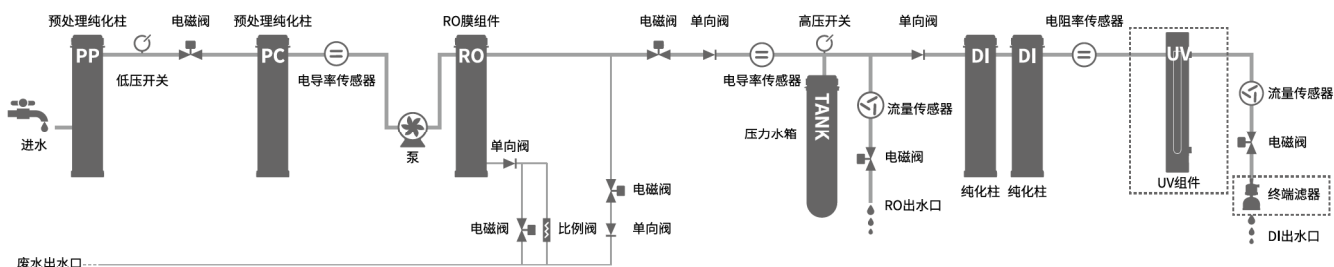 预处理纯化柱
电磁阀
预处理纯化柱
RO膜组件
电磁阀
单向阀
高压开关
单向阀
电阻率传感器
PP
PC
RO
DI
DI
UV
低压开关
电导率传感器
电导率传感器
流量传感器
TANK
流量传感器
进水
泵
压力水箱
单向阀
电磁阀
电磁阀
纯化柱
纯化柱
UV组件
电磁阀
终端滤器
RO出水口
电磁阀
比例阀
单向阀
DI出水口
废水出水口